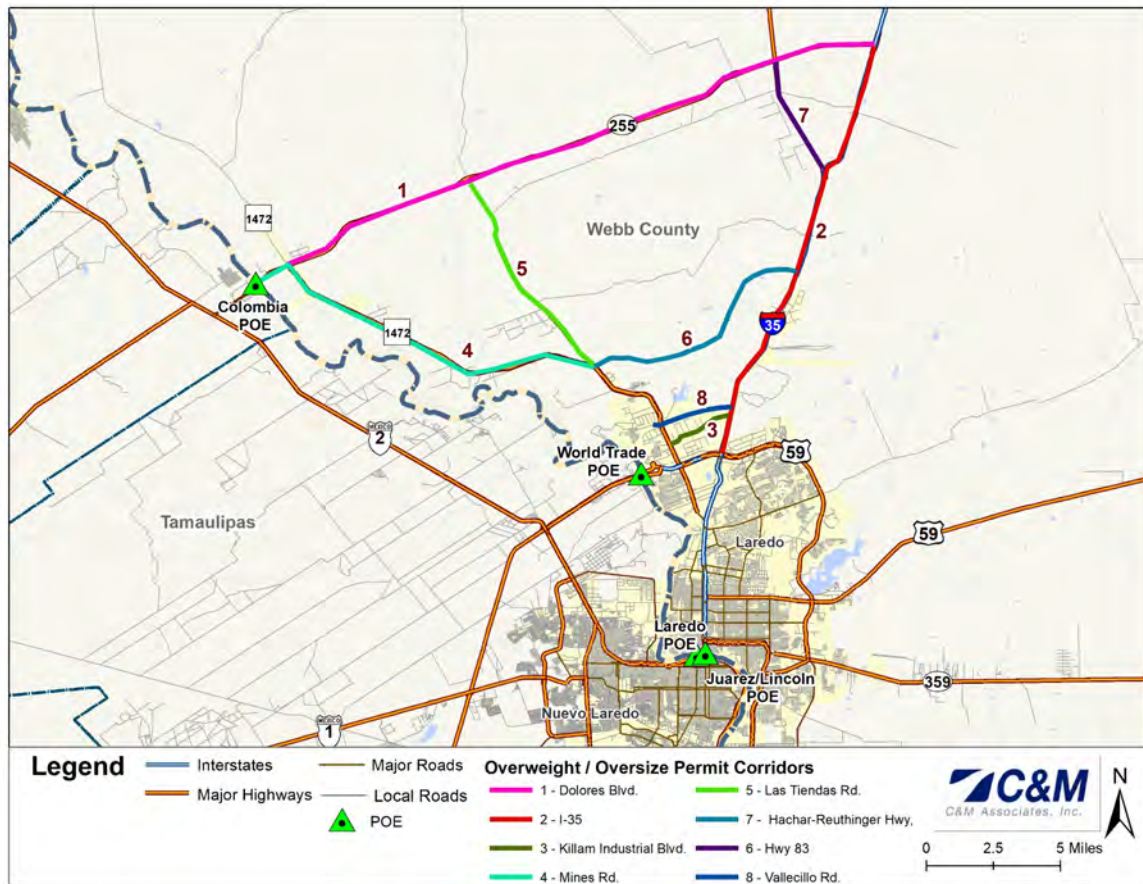 255
7
1
Webb County
1472
2
5
Colombia
POE
1472
35
6
4
8
3
World Trade
POE
59
MEXICO
2
Tamaulipas
59
Laredo
Laredo
POE
Juarez/Lincoln
POE
359
Nuevo Laredo
MEXICO
1
Legend
Interstates
Major Roads
Major Highways
Local Roads
POE
Overweight / Oversize Permit Corridors
1 - Dolores Blvd.
5 - Las Tiendas Rd.
2 - I-35
7 - Hachar-Reuthinger Hwy,
3 - Killam Industrial Blvd.
6 - Hwy 83
4 - Mines Rd.
8 - Vallecillo Rd.
C&M
C&M Associates, Inc.
N
0 2.5 5 Miles